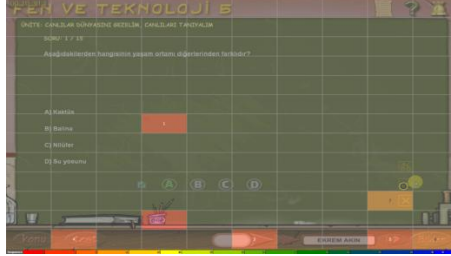 FEN VE TEKNOLOJİ 5
ÜNİTE: CANLILAR DÜNYASINI GEZELİM, CANLILARI TANIYALIM
SORU: 1 / 15
Aşağıdakilerden hangisinin yaşam ortamı diğerlerinden farklıdır?
A) Kaktüs
B) Balina
C) Nilüfer
D) Su yosunu
A B C D
ERKEM AKIN